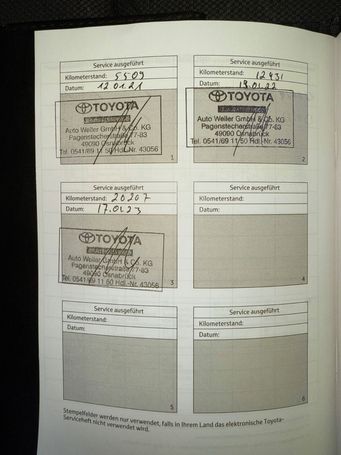 Service ausgeführt
Kilometerstand: 5509
Datum: 12.01.21
TOYOTA
Auto Weller GmbH & Co. KG
Pagenstecherstraße 77-83
49090 Osnabrück
Tel. 0541/69 11 50 Hdl.-Nr. 43056
1
Service ausgeführt
Kilometerstand: 12931
Datum: 19.01.22
TOYOTA
Auto Weller GmbH & Co. KG
Pagenstecherstraße 77-83
49090 Osnabrück
Tel. 0541/69 11 50 Hdl.-Nr. 43056
2
Service ausgeführt
Kilometerstand: 20207
Datum: 17.01.23
TOYOTA
Auto Weller GmbH & Co. KG
Pagenstecherstraße 77-83
49090 Osnabrück
Tel. 0541/69 11 50 Hdl.-Nr. 43056
3
Service ausgeführt
Kilometerstand:
Datum:
4
Service ausgeführt
Kilometerstand:
Datum:
5
Service ausgeführt
Kilometerstand:
Datum:
6
Stempelfelder werden nur verwendet, falls in Ihrem Land das elektronische Toyota-
Serviceheft nicht verwendet wird.